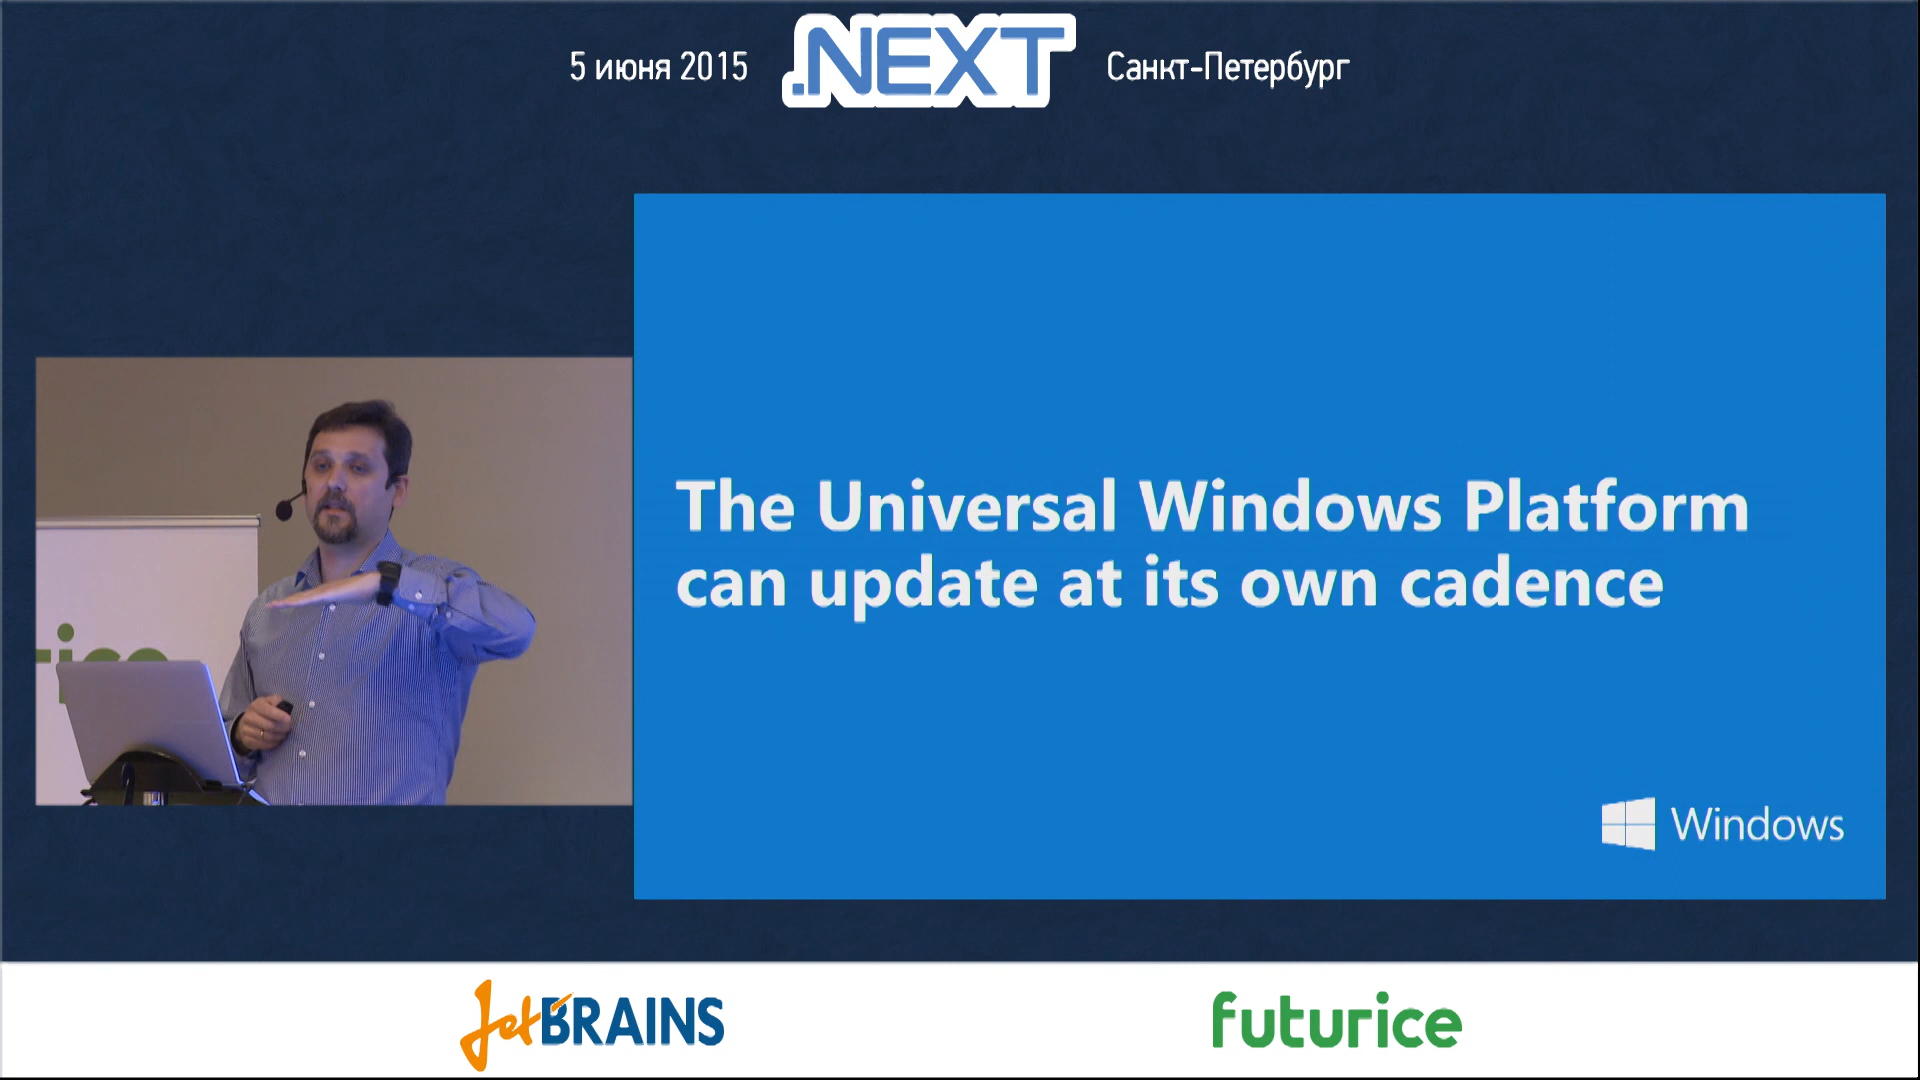 5 июня 2015
.NEXT
Санкт-Петербург
The Universal Windows Platform
can update at its own cadence
Windows
JetBRAINS
futurice